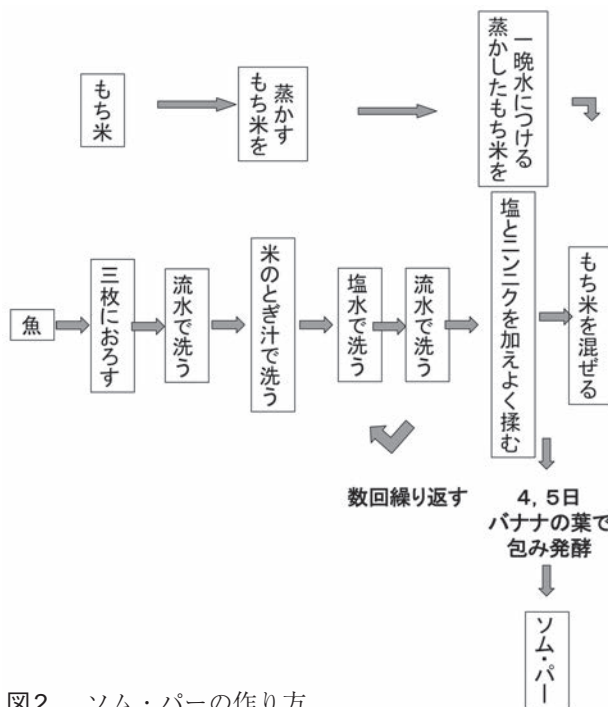 もち米
もち米を
蒸かす
蒸かしたもち米を
一晩水につける
魚
三枚におろす
流水で洗う
米のとぎ汁で洗う
塩水で洗う
流水で洗う
塩とニンニクを加えよく揉む
もち米を混ぜる
数回繰り返す
4, 5日
バナナの葉で
包み発酵
ソム・パー
図2 ソム・パーの作り方